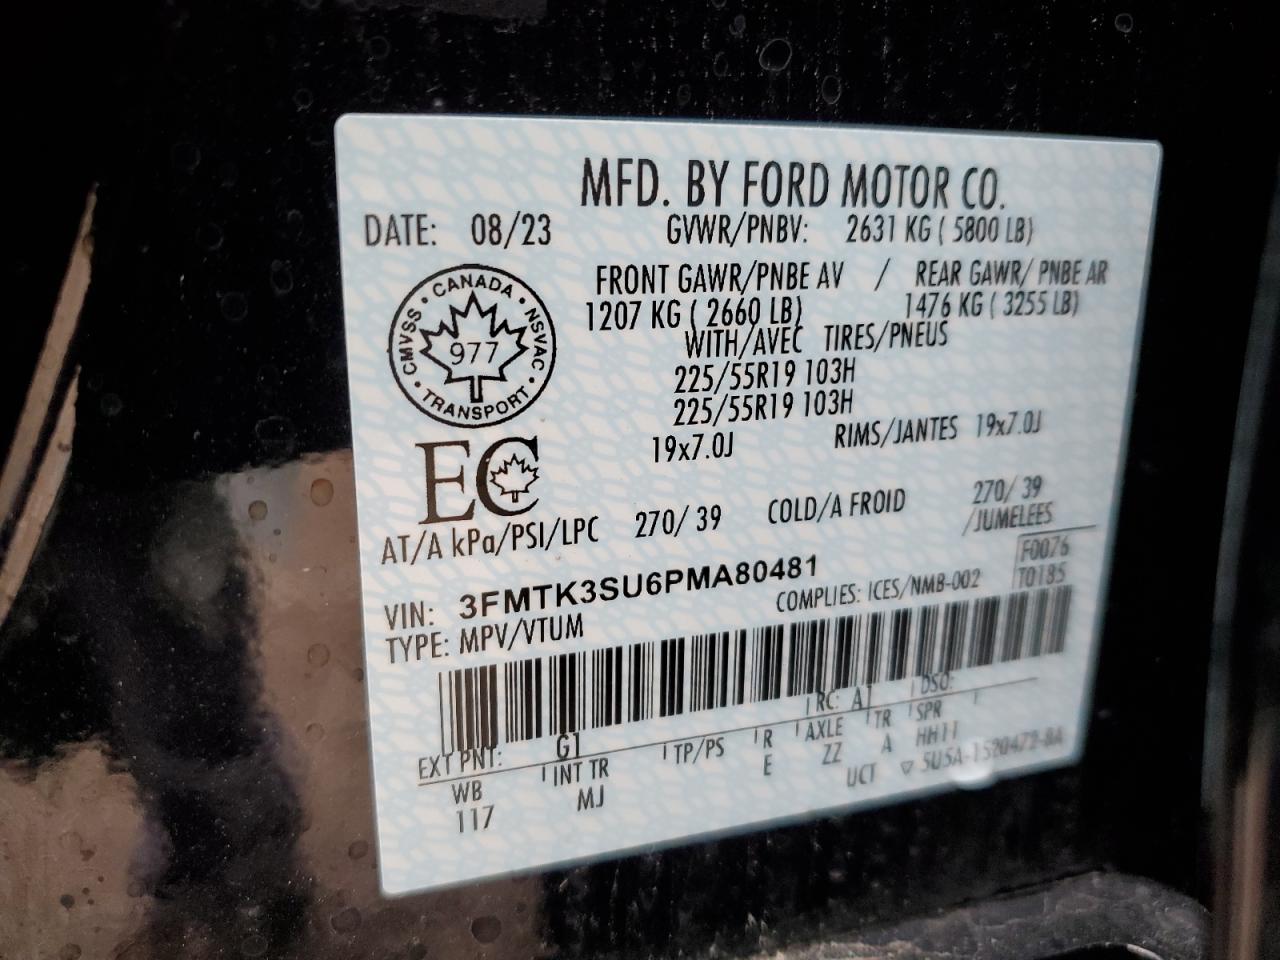 MFD. BY FORD MOTOR CO.
DATE: 08/23 GVWR/PNBV: 2631 KG ( 5800 LB)
FRONT GAWR/PNBE AV / REAR GAWR/ PNBE AR
1207 KG ( 2660 LB) 1476 KG ( 3255 LB)
WITH/AVEC TIRES/PNEUS
225/55R19 103H
225/55R19 103H
19x7.0J RIMS/JANTES 19x7.0J
CANADA
CMVSS 977 NSVAC
TRANSPORT
EC
AT/A kPa/PSI/LPC 270/ 39 COLD/A FROID 270/ 39
/JUMELEES
VIN: 3FMTK3SU6PMA80481 F0076
TYPE: MPV/VTUM COMPLIES: ICES/NMB-002 T0185
EXT PNT: G1 RC: A1 DSO:
WB INT TR TP/PS R AXLE TR SPR
117 MJ E ZZ A HH11
UCT ▽ 5U5A-1520472-BA